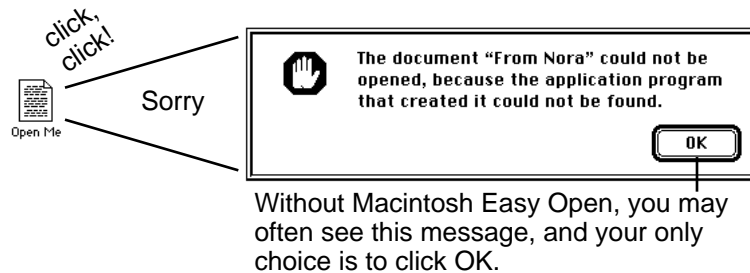 click,
click!
Open Me
Sorry
The document “From Nora” could not be
opened, because the application program
that created it could not be found.
OK
Without Macintosh Easy Open, you may
often see this message, and your only
choice is to click OK.